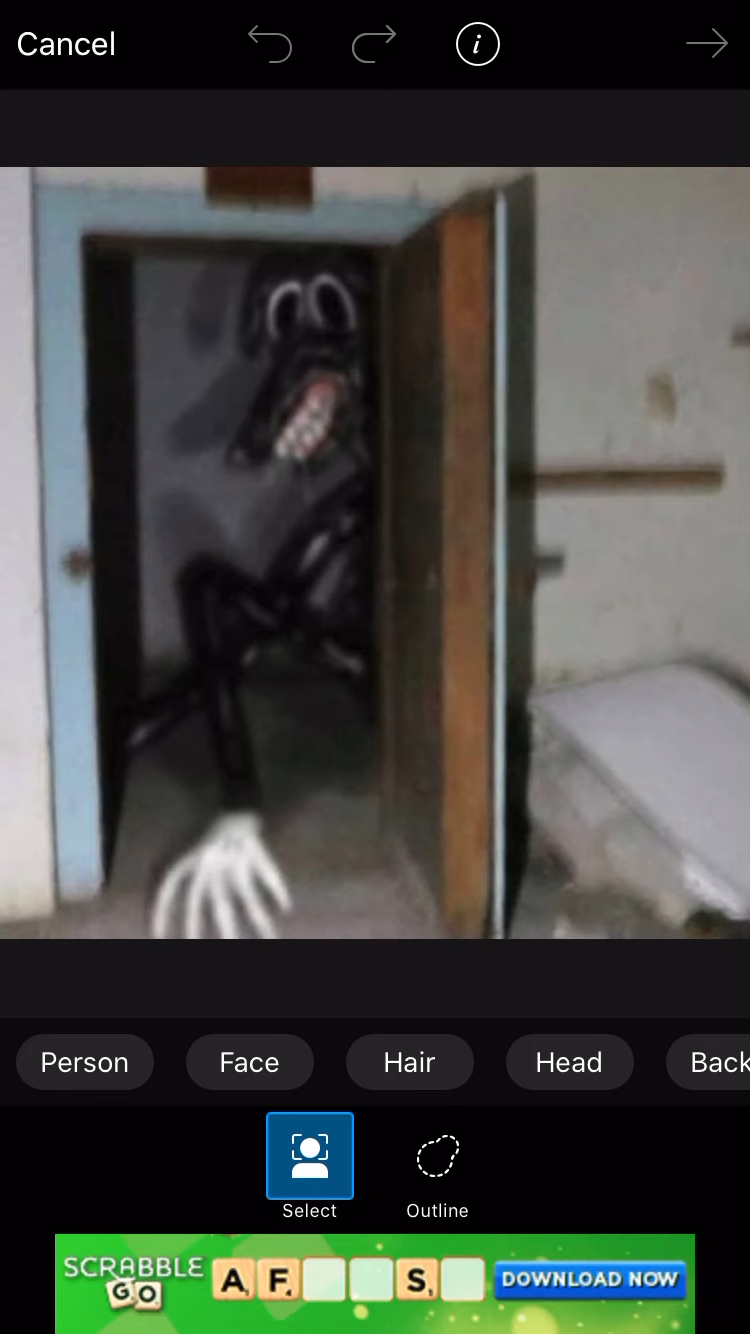 Cancel
Person Face Hair Head Back
Select Outline
SCRABBLE
GO
A F S
DOWNLOAD NOW